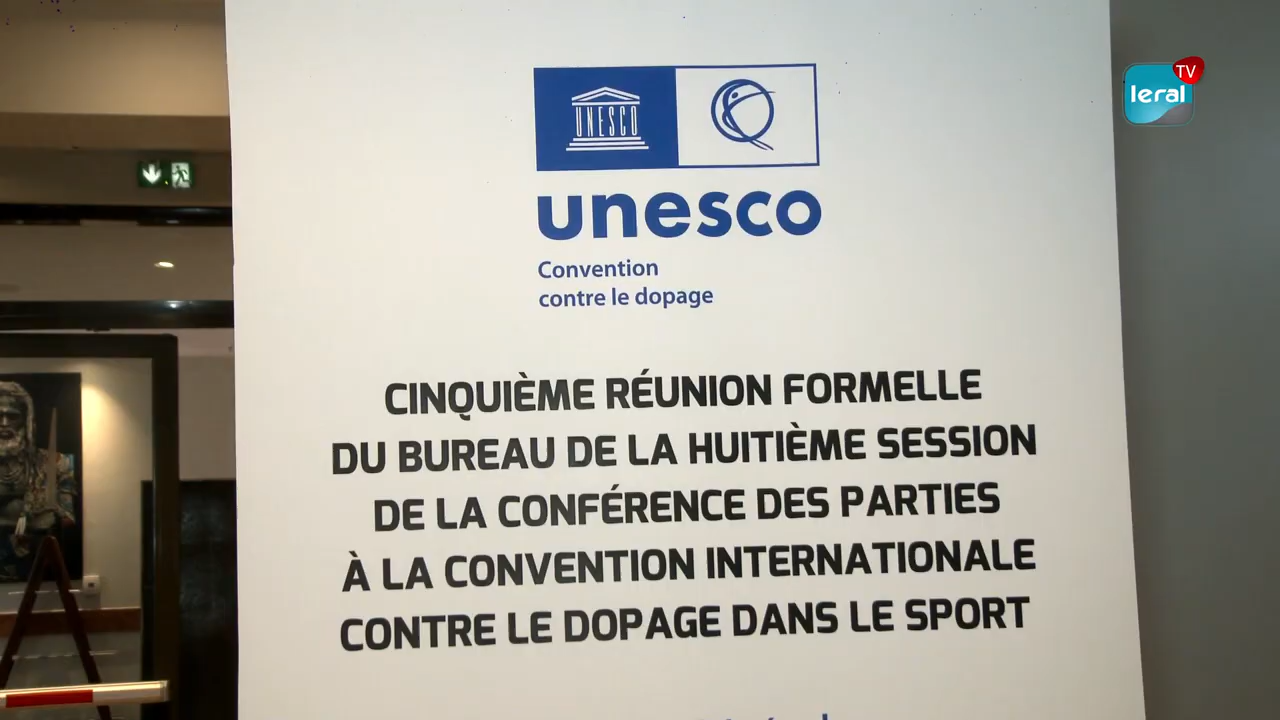 TV
leral
UNESCO
unesco
Convention
contre le dopage
CINQUIÈME RÉUNION FORMELLE
DU BUREAU DE LA HUITIÈME SESSION
DE LA CONFÉRENCE DES PARTIES
À LA CONVENTION INTERNATIONALE
CONTRE LE DOPAGE DANS LE SPORT